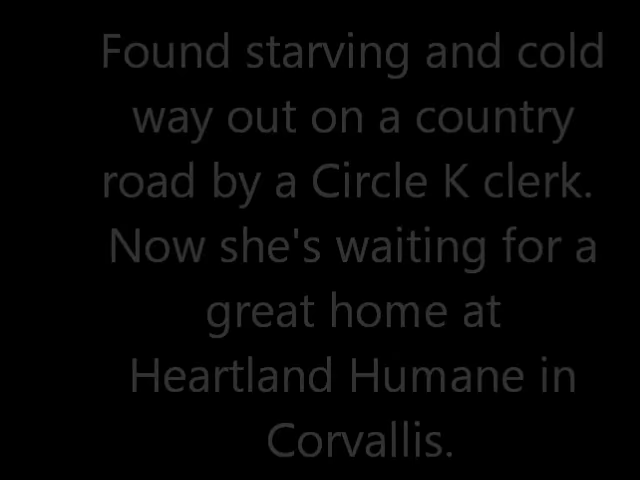 Found starving and cold
way out on a country
road by a Circle K clerk.
Now she's waiting for a
great home at
Heartland Humane in
Corvallis.